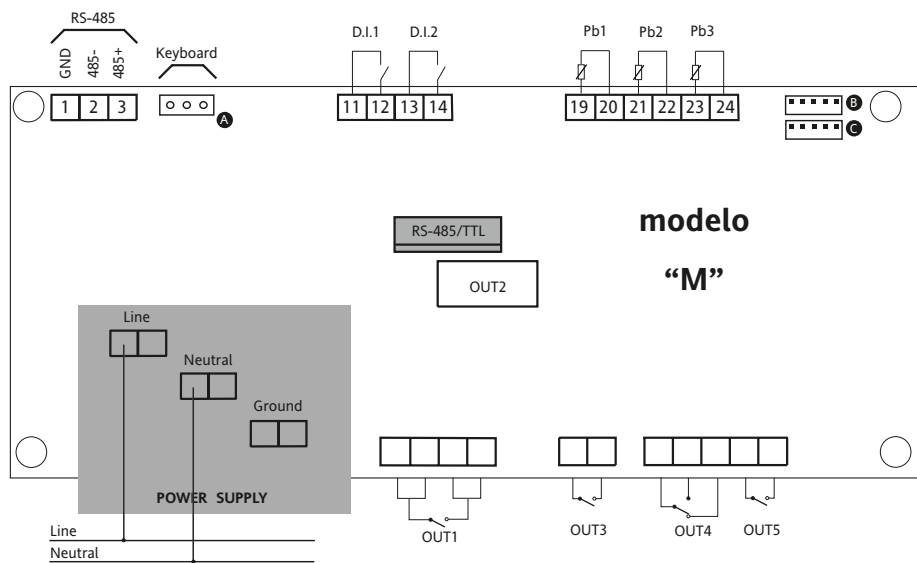 RS-485
GND
485-
485+
Keyboard
D.I.1 D.I.2
Pb1 Pb2 Pb3
1 2 3
A
11 12 13 14
19 20 21 22 23 24
B
C
RS-485/TTL
OUT2
modelo
“M”
Line
Neutral
Ground
POWER SUPPLY
Line
Neutral
OUT1
OUT3
OUT4
OUT5